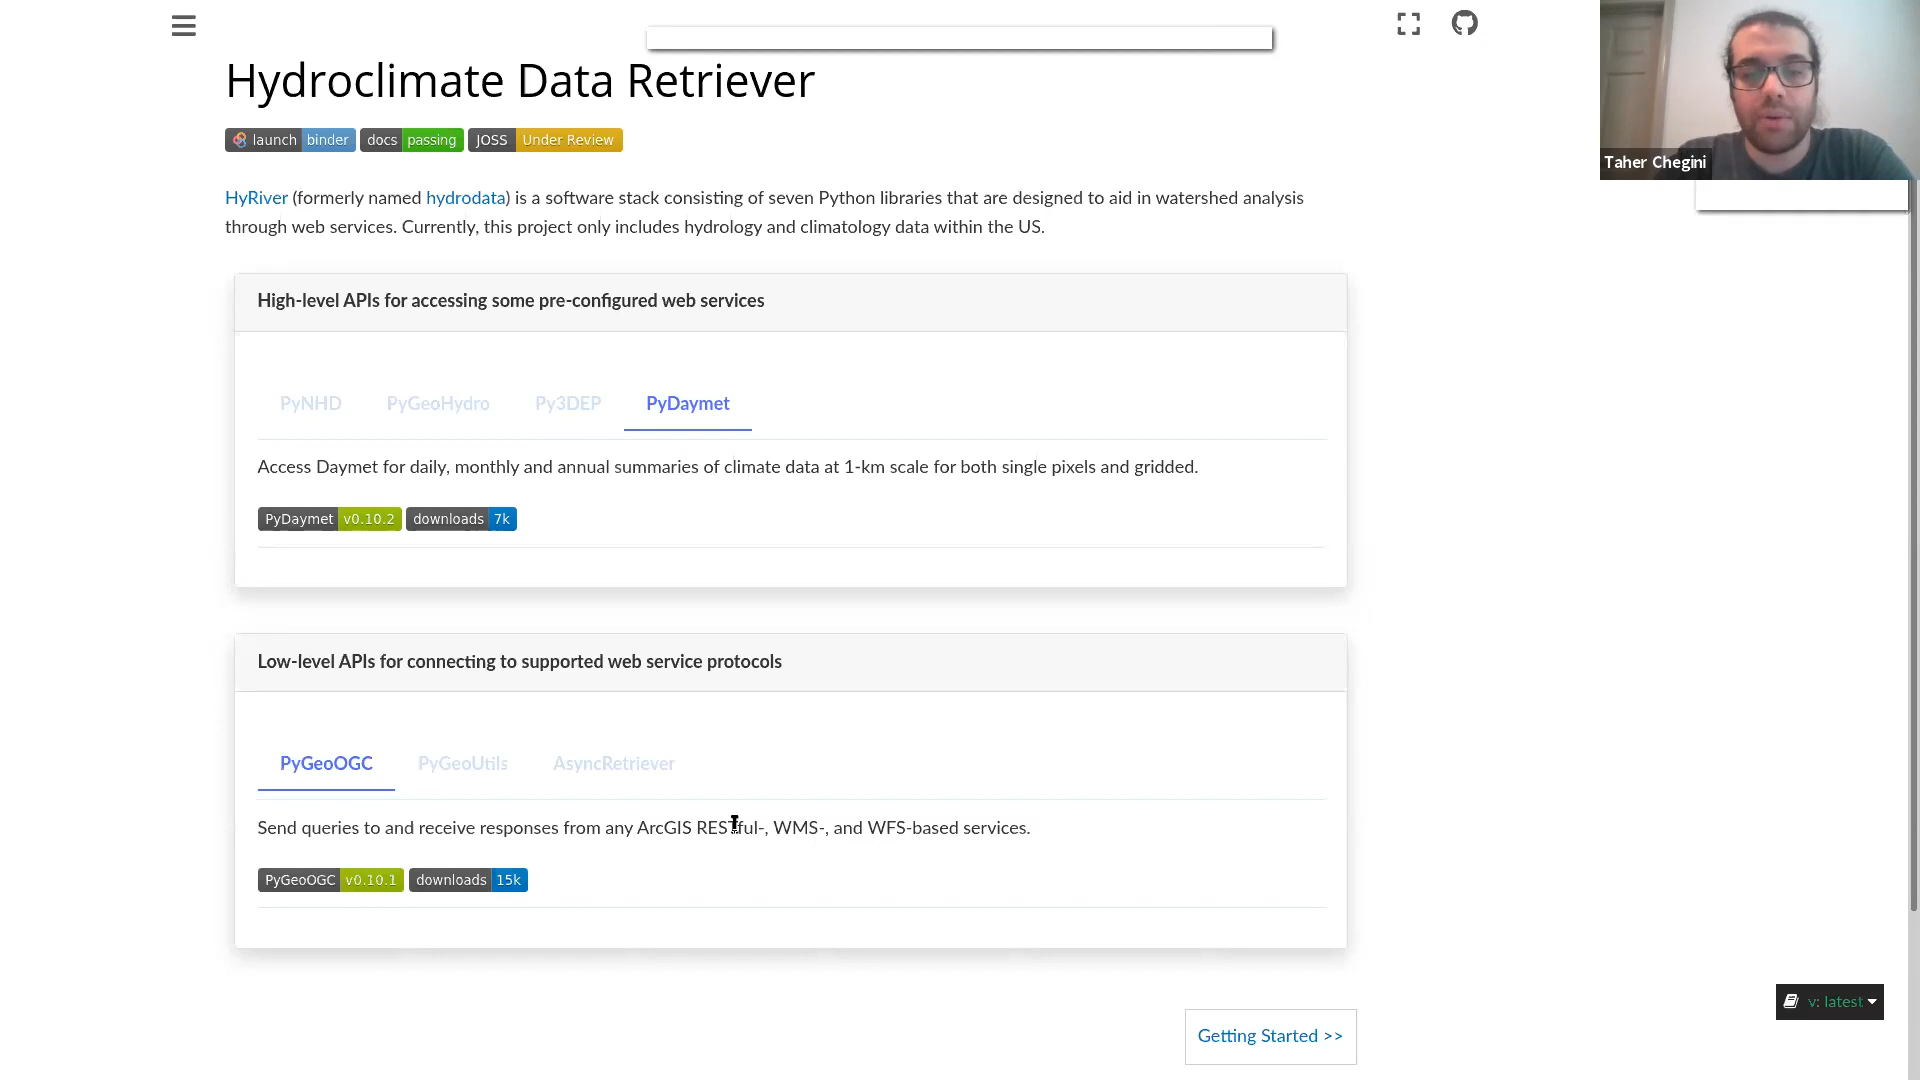 Hydroclimate Data Retriever
launch binder docs passing JOSS Under Review
Taher Chegini
HyRiver (formerly named hydrodata) is a software stack consisting of seven Python libraries that are designed to aid in watershed analysis
through web services. Currently, this project only includes hydrology and climatology data within the US.
High-level APIs for accessing some pre-configured web services
PyNHD PyGeoHydro Py3DEP PyDaymet
Access Daymet for daily, monthly and annual summaries of climate data at 1-km scale for both single pixels and gridded.
PyDaymet v0.10.2 downloads 7k
Low-level APIs for connecting to supported web service protocols
PyGeoOGC PyGeoUtils AsyncRetriever
Send queries to and receive responses from any ArcGIS RESTful-, WMS-, and WFS-based services.
PyGeoOGC v0.10.1 downloads 15k
v: latest
Getting Started >>